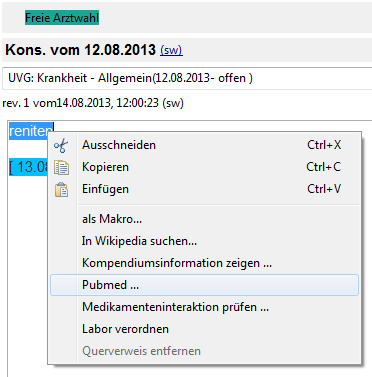 Freie Arztwahl
Kons. vom 12.08.2013 (sw)
UVG: Krankheit - Allgemein(12.08.2013- offen )
rev. 1 vom14.08.2013, 12:00:23 (sw)
reniten
[ 13.08
Ausschneiden Ctrl+X
Kopieren Ctrl+C
Einfügen Ctrl+V
als Makro...
In Wikipedia suchen...
Kompendiumsinformation zeigen ...
Pubmed ...
Medikamenteninteraktion prüfen ...
Labor verordnen
Querverweis entfernen